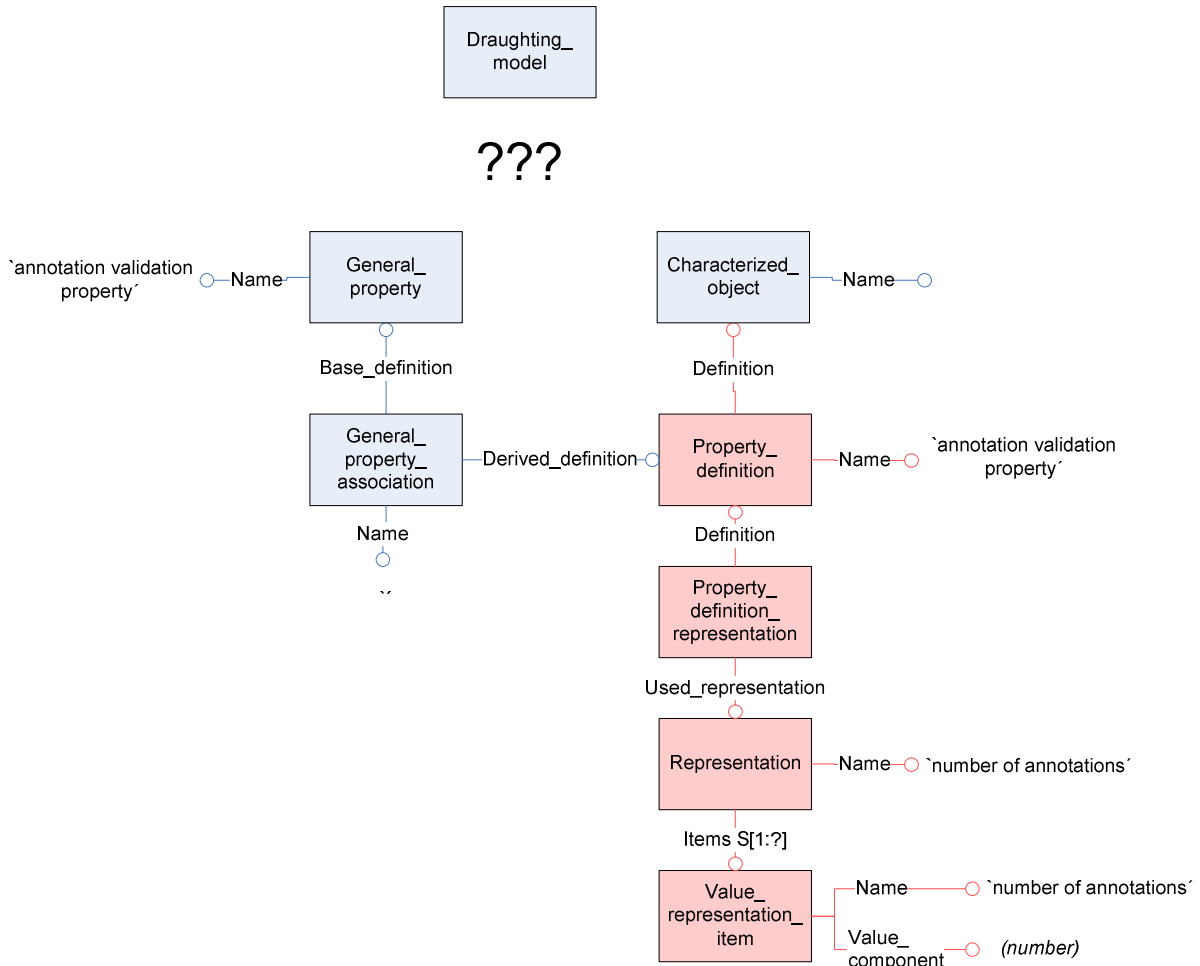 Draughting_
model
???
`annotation validation
property´
Name
General_
property
Characterized_
object
Name
Base_definition
Definition
General_
property_
association
Derived_definition
Property_
definition
Name
`annotation validation
property´
Name
Definition
Property_
definition_
representation
Used_representation
Representation
Name
`number of annotations´
Items S[1:?]
Value_
representation_
item
Name
`number of annotations´
Value_
component
(number)